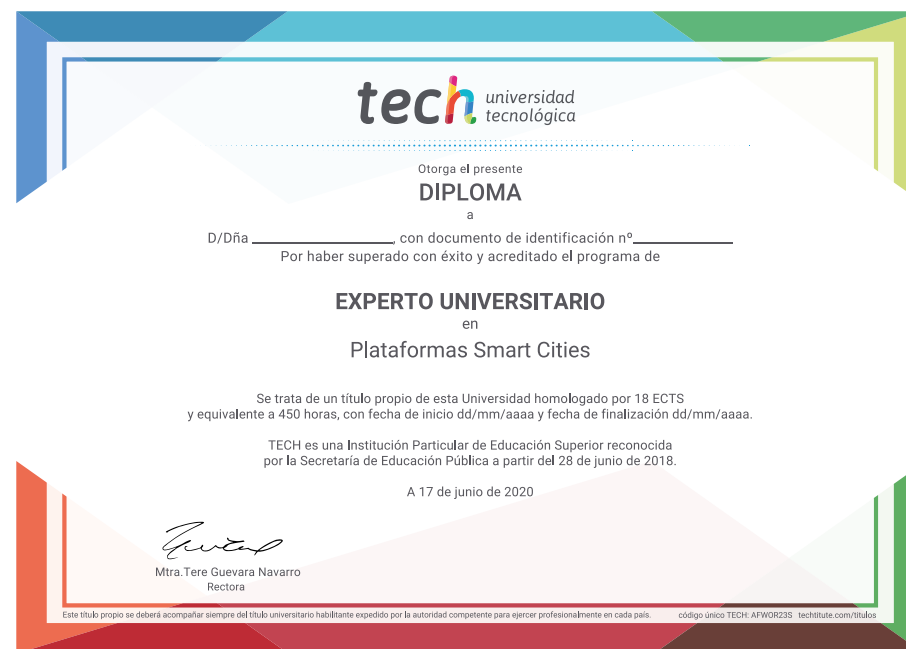 tech universidad
tecnológica
Otorga el presente
DIPLOMA
a
D/Dña ____________________, con documento de identificación nº______________
Por haber superado con éxito y acreditado el programa de
EXPERTO UNIVERSITARIO
en
Plataformas Smart Cities
Se trata de un título propio de esta Universidad homologado por 18 ECTS
y equivalente a 450 horas, con fecha de inicio dd/mm/aaaa y fecha de finalización dd/mm/aaaa.
TECH es una Institución Particular de Educación Superior reconocida
por la Secretaría de Educación Pública a partir del 28 de junio de 2018.
A 17 de junio de 2020
Mtra.Tere Guevara Navarro
Rectora
Este título propio se deberá acompañar siempre del título universitario habilitante expedido por la autoridad competente para ejercer profesionalmente en cada país. código único TECH: AFWOR23S techtitute.com/titulos